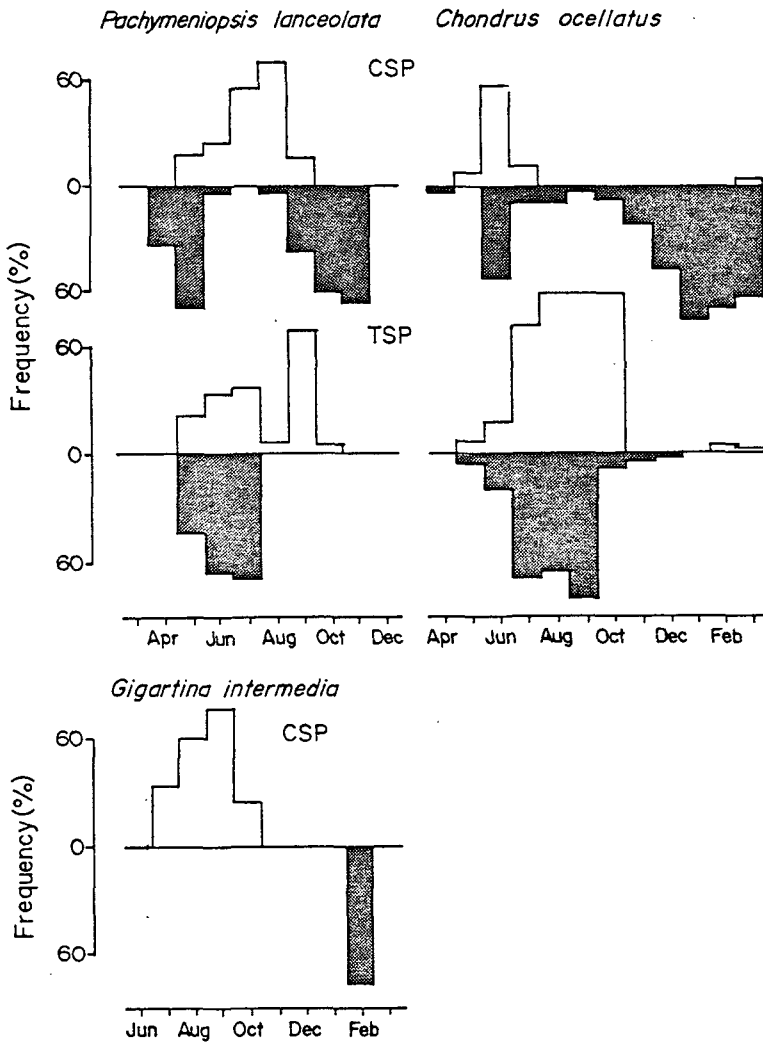 Pachymeniopsis lanceolata
Chondrus ocellatus
CSP
60
0
60
TSP
60
0
60
Frequency (%)
Apr Jun Aug Oct Dec
Apr Jun Aug Oct Dec Feb
Gigartina intermedia
CSP
60
0
60
Frequency (%)
Jun Aug Oct Dec Feb